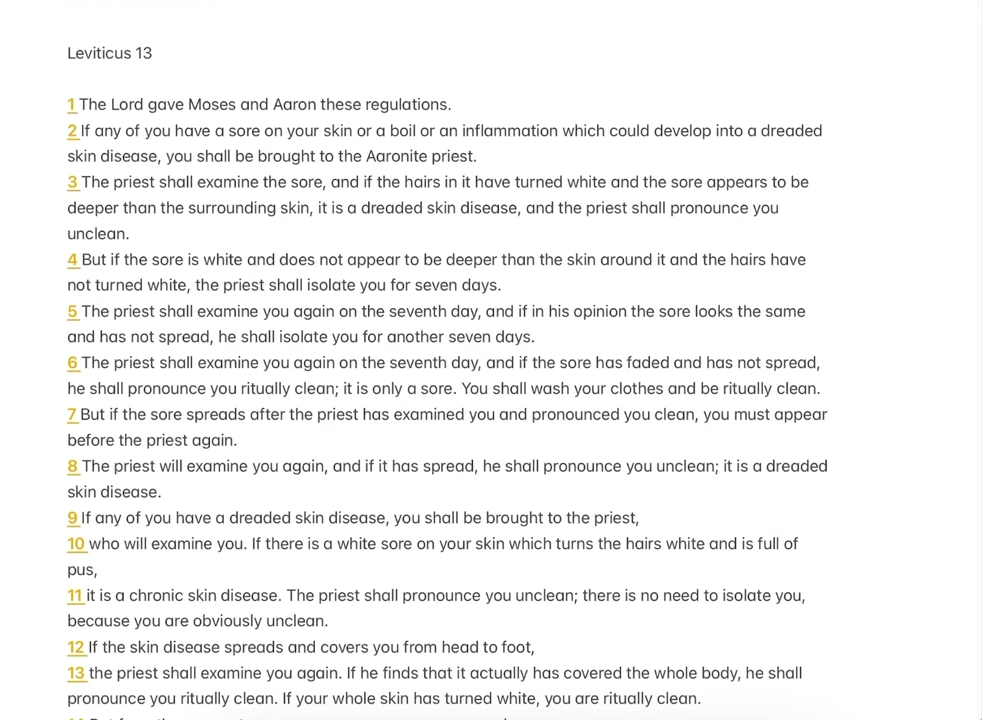 Leviticus 13
1 The Lord gave Moses and Aaron these regulations.
2 If any of you have a sore on your skin or a boil or an inflammation which could develop into a dreaded
skin disease, you shall be brought to the Aaronite priest.
3 The priest shall examine the sore, and if the hairs in it have turned white and the sore appears to be
deeper than the surrounding skin, it is a dreaded skin disease, and the priest shall pronounce you
unclean.
4 But if the sore is white and does not appear to be deeper than the skin around it and the hairs have
not turned white, the priest shall isolate you for seven days.
5 The priest shall examine you again on the seventh day, and if in his opinion the sore looks the same
and has not spread, he shall isolate you for another seven days.
6 The priest shall examine you again on the seventh day, and if the sore has faded and has not spread,
he shall pronounce you ritually clean; it is only a sore. You shall wash your clothes and be ritually clean.
7 But if the sore spreads after the priest has examined you and pronounced you clean, you must appear
before the priest again.
8 The priest will examine you again, and if it has spread, he shall pronounce you unclean; it is a dreaded
skin disease.
9 If any of you have a dreaded skin disease, you shall be brought to the priest,
10 who will examine you. If there is a white sore on your skin which turns the hairs white and is full of
pus,
11 it is a chronic skin disease. The priest shall pronounce you unclean; there is no need to isolate you,
because you are obviously unclean.
12 If the skin disease spreads and covers you from head to foot,
13 the priest shall examine you again. If he finds that it actually has covered the whole body, he shall
pronounce you ritually clean. If your whole skin has turned white, you are ritually clean.